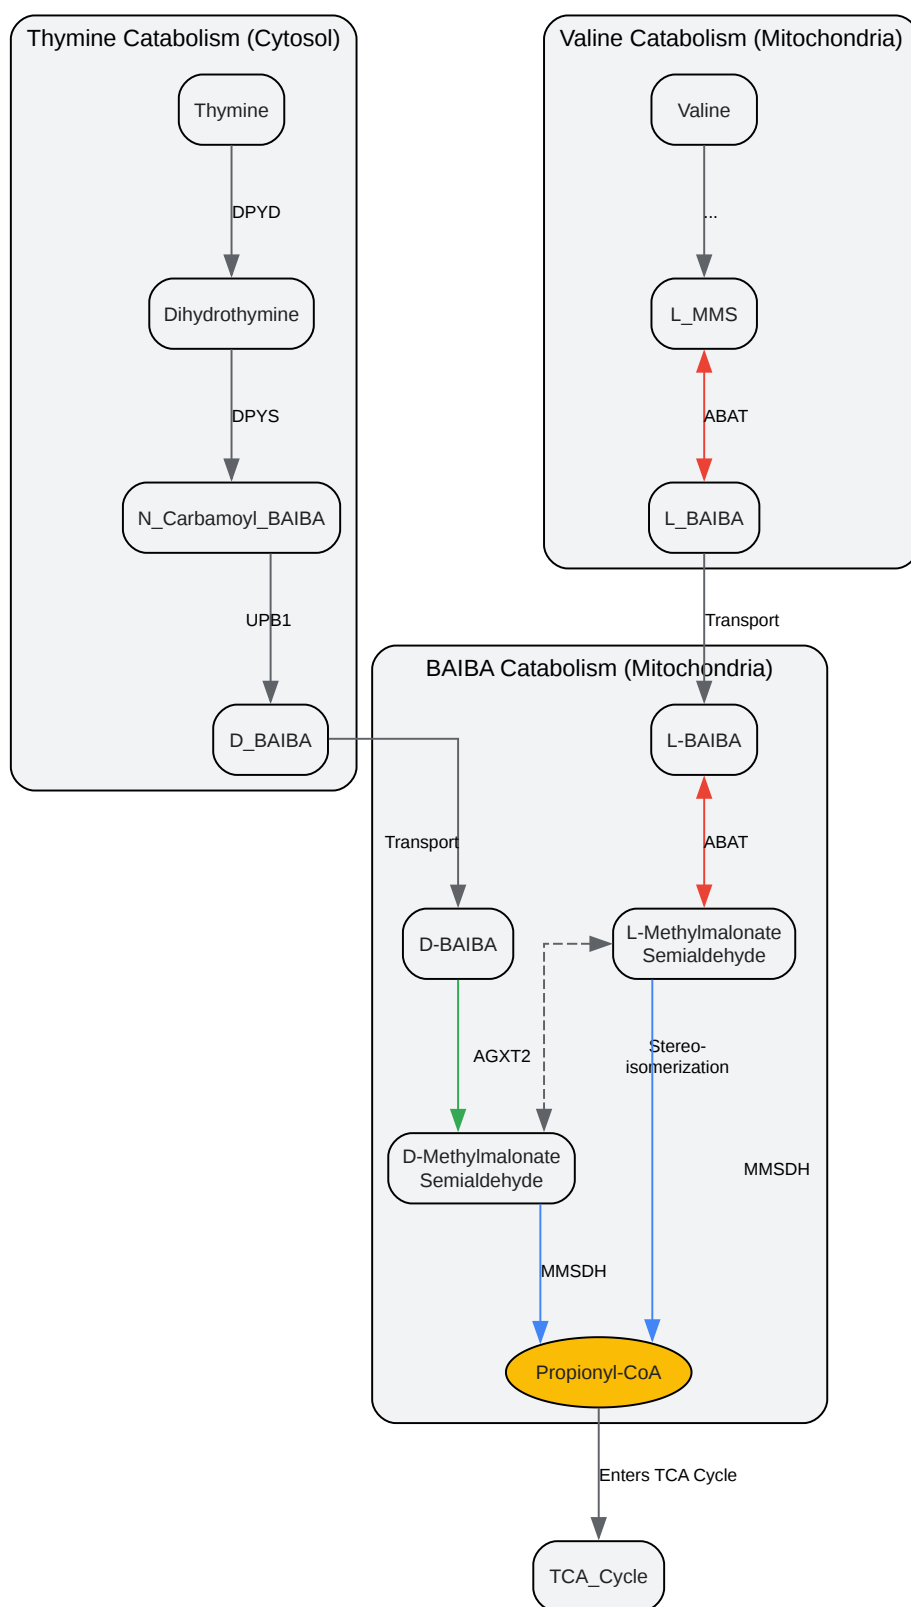 Thymine Catabolism (Cytosol)
Thymine
DPYD
Dihydrothymine
DPYS
N_Carbamoyl_BAIBA
UPB1
D_BAIBA
Valine Catabolism (Mitochondria)
Valine
...
L_MMS
ABAT
L_BAIBA
Transport
BAIBA Catabolism (Mitochondria)
L-BAIBA
Transport
ABAT
D-BAIBA
L-Methylmalonate
Semialdehyde
AGXT2
Stereo-
isomerization
D-Methylmalonate
Semialdehyde
MMSDH
MMSDH
Propionyl-CoA
Enters TCA Cycle
TCA_Cycle